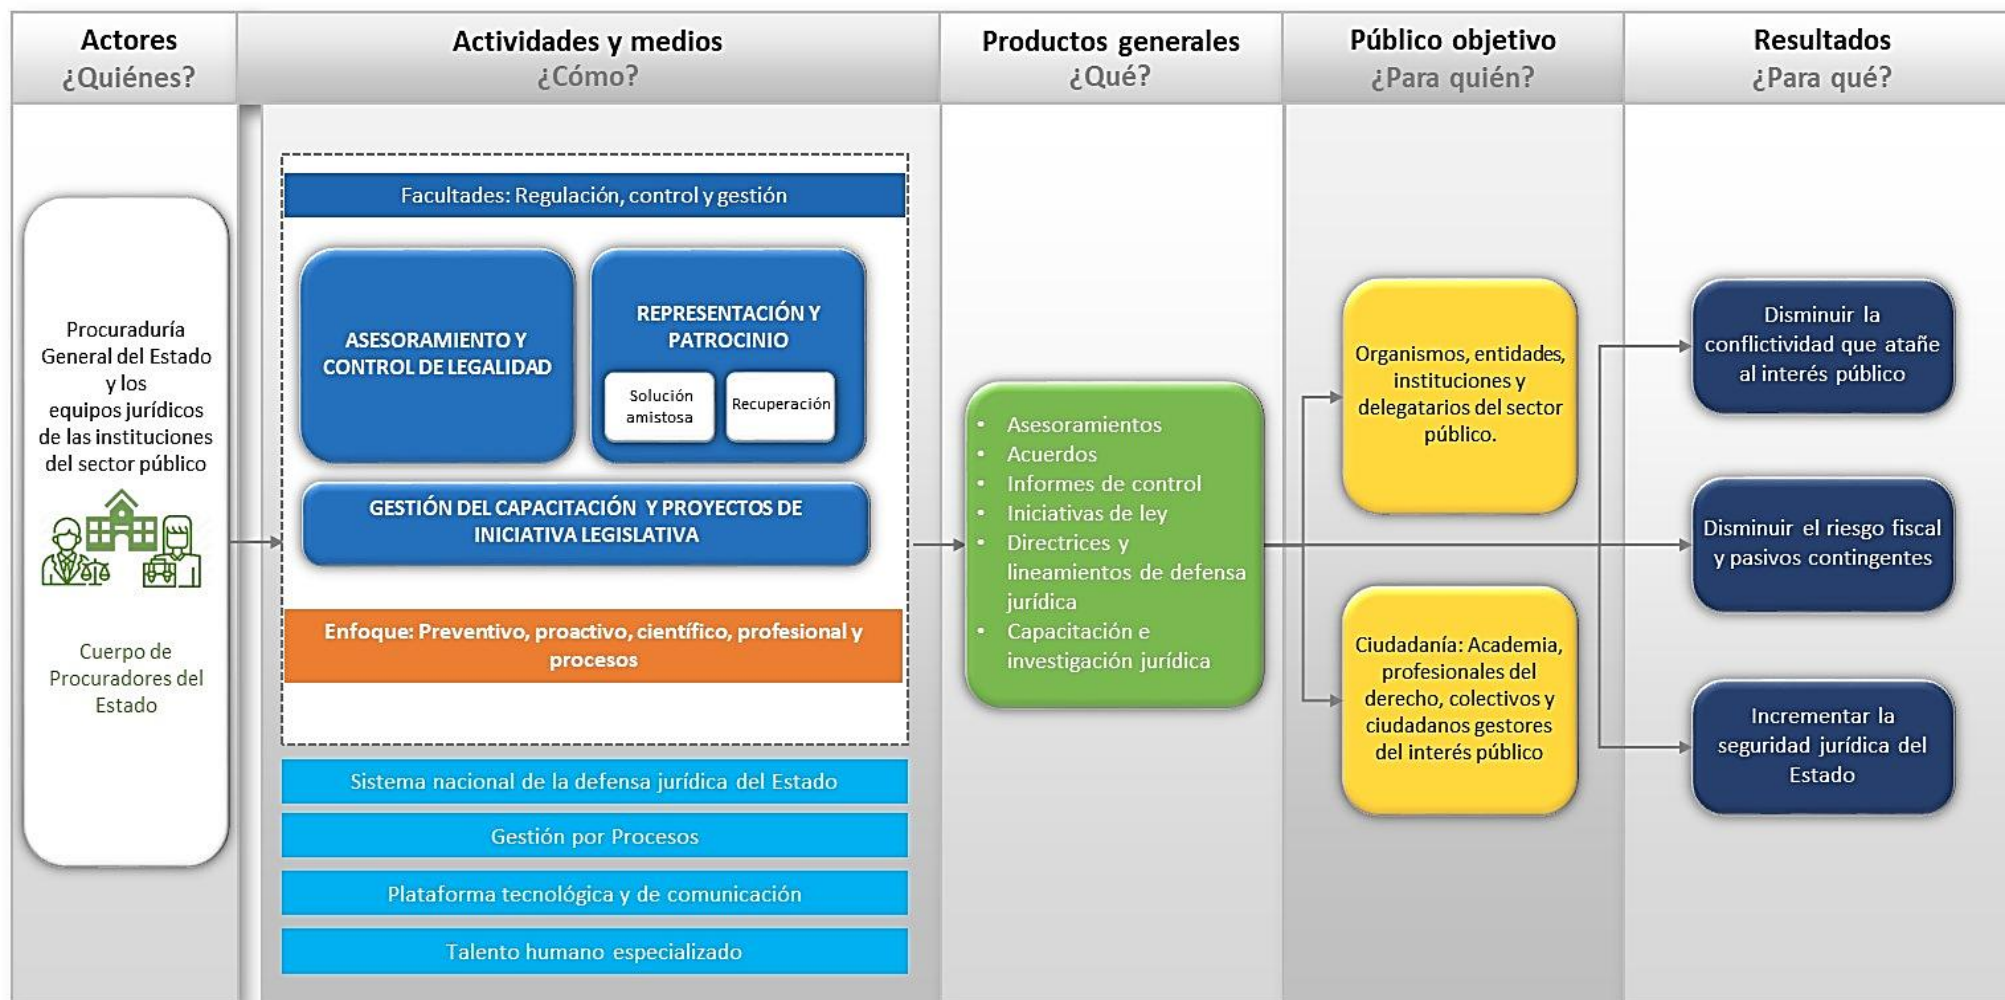 Actores
¿Quiénes?
Actividades y medios
¿Cómo?
Productos generales
¿Qué?
Público objetivo
¿Para quién?
Resultados
¿Para qué?
Procuraduría
General del Estado
y los
equipos jurídicos
de las instituciones
del sector público
Cuerpo de
Procuradores del
Estado
Facultades: Regulación, control y gestión
ASESORAMIENTO Y
CONTROL DE LEGALIDAD
REPRESENTACIÓN Y
PATROCINIO
Solución
amistosa
Recuperación
GESTIÓN DEL CAPACITACIÓN Y PROYECTOS DE
INICIATIVA LEGISLATIVA
Enfoque: Preventivo, proactivo, científico, profesional y
procesos
Sistema nacional de la defensa jurídica del Estado
Gestión por Procesos
Plataforma tecnológica y de comunicación
Talento humano especializado
• Asesoramientos
• Acuerdos
• Informes de control
• Iniciativas de ley
• Directrices y
lineamientos de defensa
jurídica
• Capacitación e
investigación jurídica
Organismos, entidades,
instituciones y
delegatarios del sector
público.
Ciudadanía: Academia,
profesionales del
derecho, colectivos y
ciudadanos gestores
del interés público
Disminuir la
conflictividad que atañe
al interés público
Disminuir el riesgo fiscal
y pasivos contingentes
Incrementar la
seguridad jurídica del
Estado